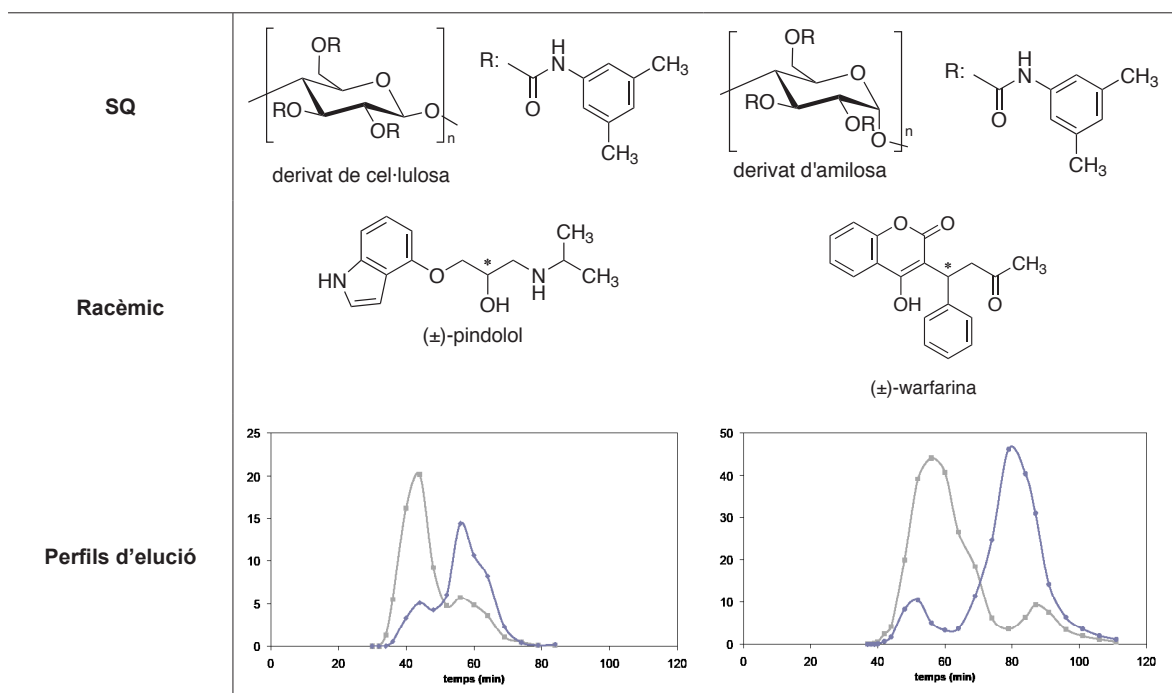 SQ
OR
O
RO
OR
O
n
derivat de cel·lulosa
R:
H
N
O
CH3
CH3
OR
O
RO
OR
O
n
derivat d'amilosa
R:
H
N
O
CH3
CH3
Racèmic
HN
O
*
OH
N
H
CH3
CH3
(±)-pindolol
O
O
*
OH
O
CH3
(±)-warfarina
Perfils d'elució
25
20
15
10
5
0
0 20 40 60 80 100 120
temps (min)
50
40
30
20
10
0
0 20 40 60 80 100 120
temps (min)